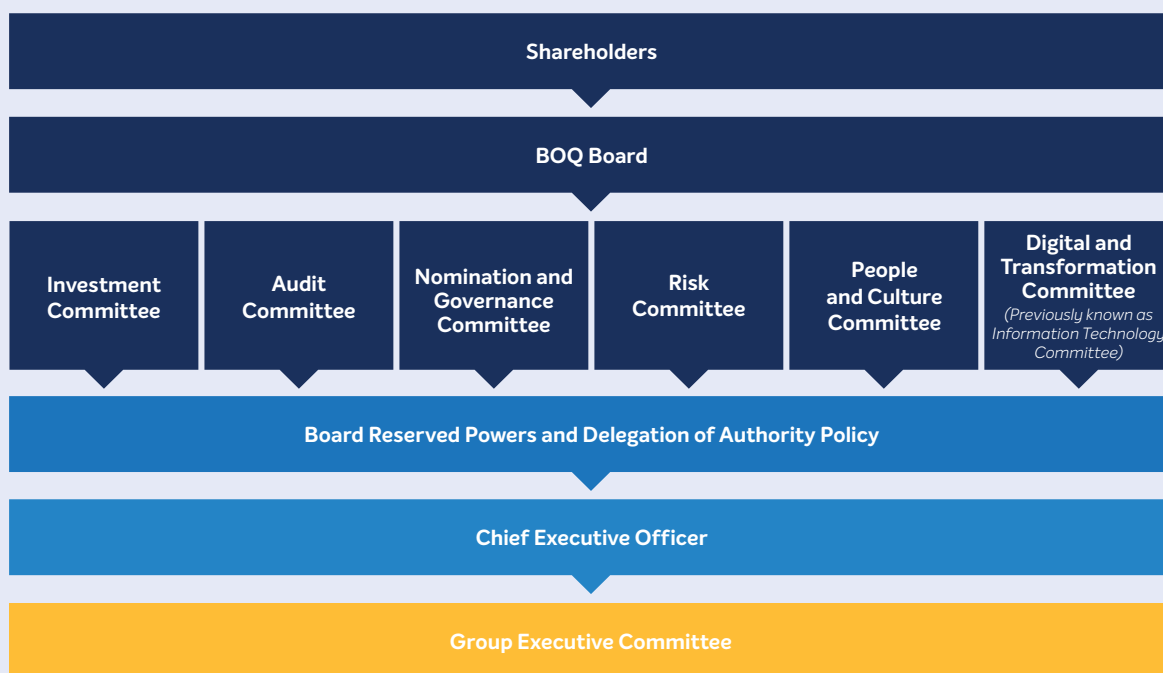 Shareholders
BOQ Board
Investment
Committee
Audit
Committee
Nomination and
Governance
Committee
Risk
Committee
People
and Culture
Committee
Digital and
Transformation
Committee
(Previously known as
Information Technology
Committee)
Board Reserved Powers and Delegation of Authority Policy
Chief Executive Officer
Group Executive Committee